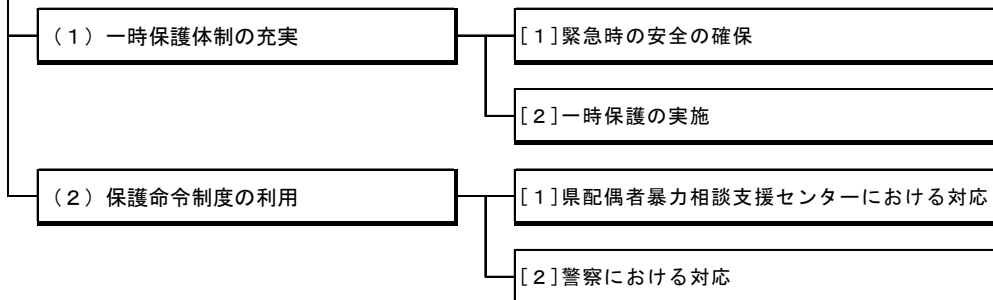 （１）一時保護体制の充実
[１]緊急時の安全の確保
[２]一時保護の実施
（２）保護命令制度の利用
[１]県配偶者暴力相談支援センターにおける対応
[２]警察における対応